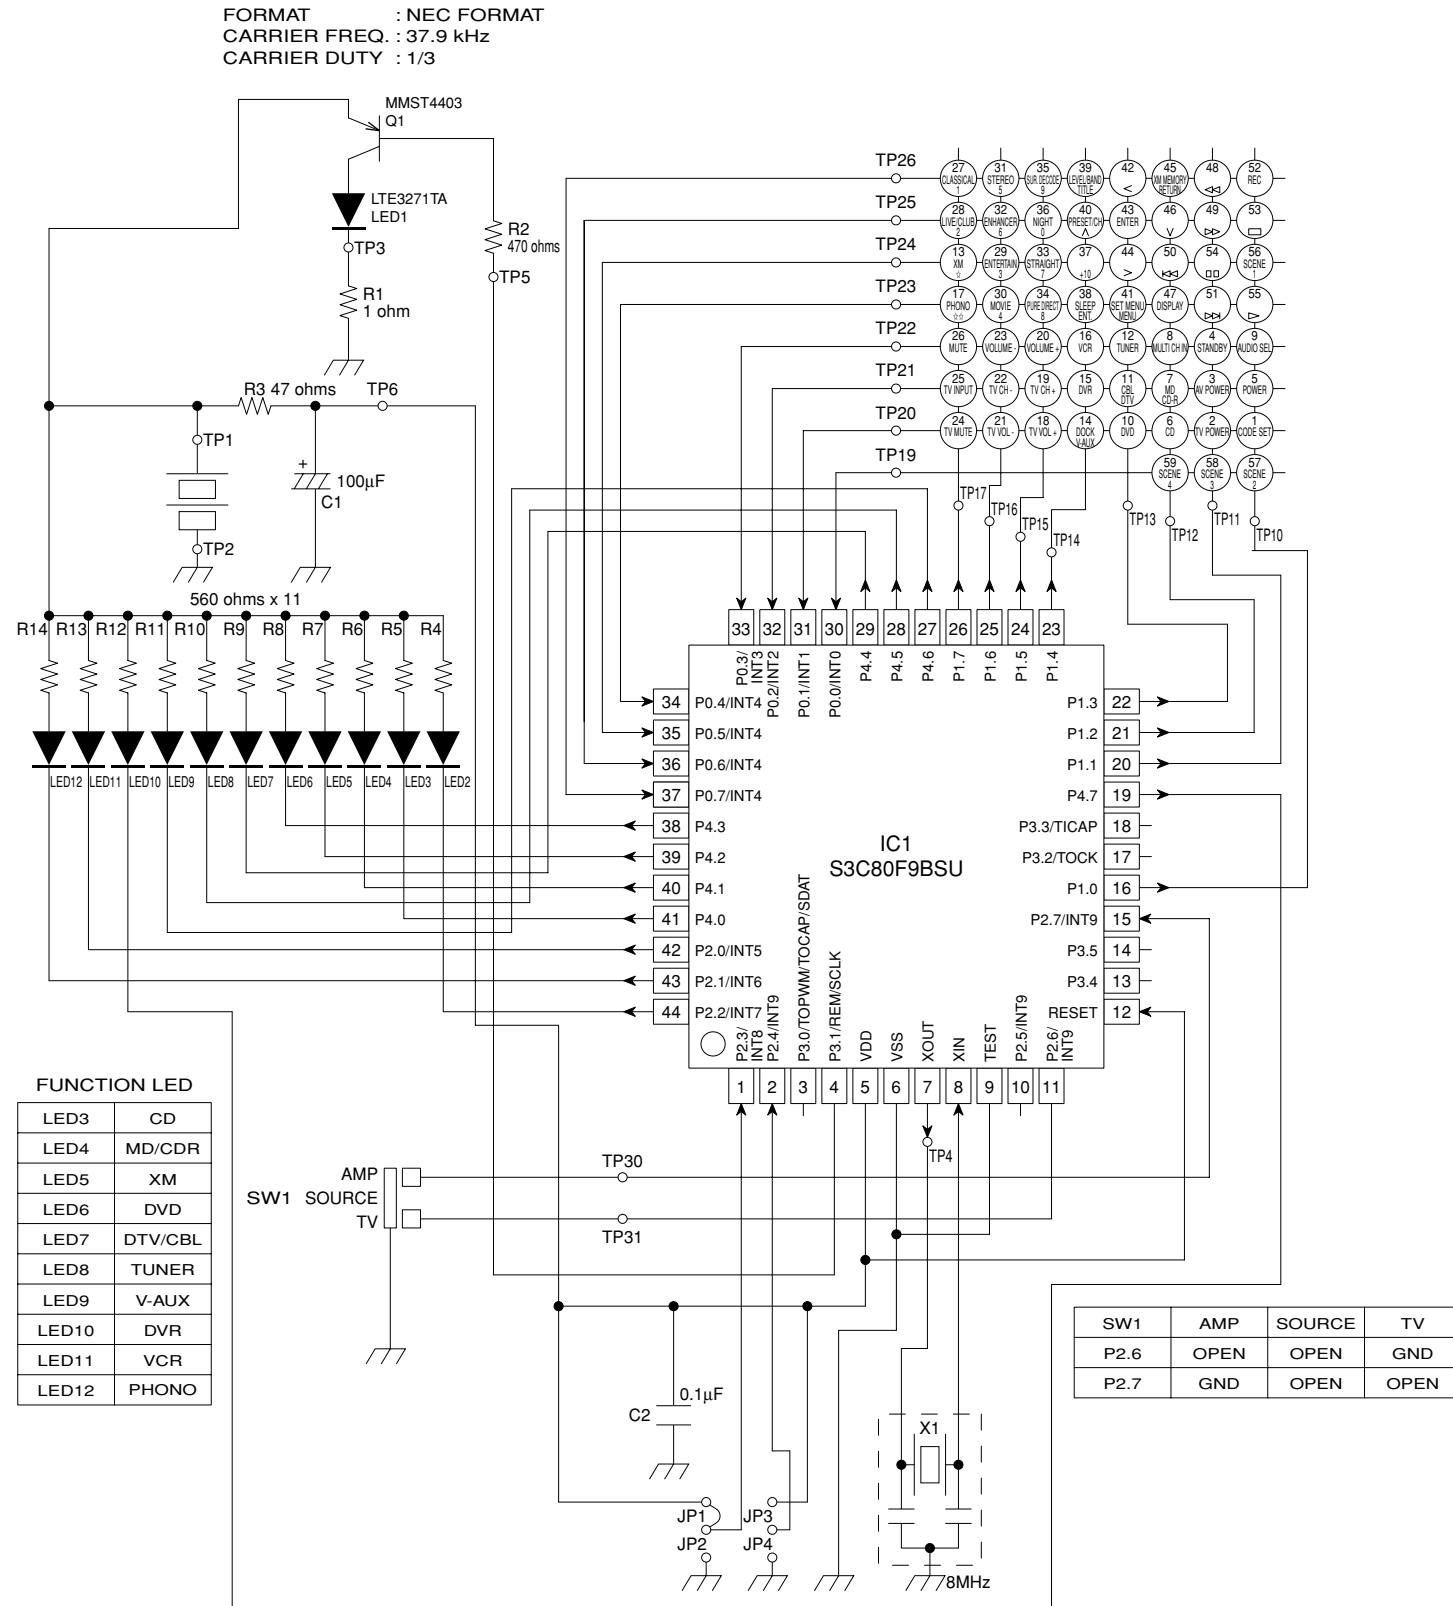 FORMAT : NEC FORMAT
CARRIER FREQ. : 37.9 kHz
CARRIER DUTY : 1/3
MMST4403
Q1
LTE3271TA
LED1
TP3
R1
1 ohm
R2
470 ohms
TP5
R3 47 ohms
TP6
TP1
TP2
+
100µF
C1
560 ohms x 11
TP26
27 CLASSICAL 1
31 STEREO 5
35 SUR. DECODE 9
39 LEVEL/BAND TITLE
42 <
45 XM MEMORY RETURN
48
52 REC
TP25
28 LIVE/CLUB 2
32 ENHANCER 6
36 NIGHT 0
40 PRESET/CH
43 ENTER
46
49
53
TP24
13 XM ☆
29 ENTERTAIN 3
33 STRAIGHT 7
37 +10
44 >
50
54
56 SCENE 1
TP23
17 PHONO ☆☆
30 MOVIE 4
34 PURE DIRECT 8
38 SLEEP ENT.
41 SET MENU MENU
47 DISPLAY
51
55
TP22
26 MUTE
23 VOLUME -
20 VOLUME +
16 VCR
12 TUNER
8 MULTI CH IN
4 STANDBY
9 AUDIO SEL
TP21
25 TV INPUT
22 TV CH -
19 TV CH +
15 DVR
11 CBL DTV
7 MD CD-R
3 AV POWER
5 POWER
TP20
24 TV MUTE
21 TV VOL -
18 TV VOL +
14 DOCK V-AUX
10 DVD
6 CD
2 TV POWER
1 CODE SET
TP19
59 SCENE 4
58 SCENE 3
57 SCENE 2
TP17
TP16
TP15
TP14
TP13
TP12
TP11
TP10
R14 R13 R12 R11 R10 R9 R8 R7 R6 R5 R4
LED12 LED11 LED10 LED9 LED8 LED7 LED6 LED5 LED4 LED3 LED2
33 32 31 30 29 28 27 26 25 24 23
P0.3/
INT3
P0.2/INT2
P0.1/INT1
P0.0/INT0
P4.4
P4.5
P4.6
P1.7
P1.6
P1.5
P1.4
34 P0.4/INT4
35 P0.5/INT4
36 P0.6/INT4
37 P0.7/INT4
38 P4.3
39 P4.2
40 P4.1
41 P4.0
42 P2.0/INT5
43 P2.1/INT6
44 P2.2/INT7
IC1
S3C80F9BSU
P1.3 22
P1.2 21
P1.1 20
P4.7 19
P3.3/TICAP 18
P3.2/TOCK 17
P1.0 16
P2.7/INT9 15
P3.5 14
P3.4 13
RESET 12
P2.3/
INT8
P2.4/INT9
P3.0/TOPWM/TOCAP/SDAT
P3.1/REM/SCLK
VDD
VSS
XOUT
XIN
TEST
P2.5/INT9
P2.6/
INT9
1 2 3 4 5 6 7 8 9 10 11
TP4
FUNCTION LED
LED3 CD
LED4 MD/CDR
LED5 XM
LED6 DVD
LED7 DTV/CBL
LED8 TUNER
LED9 V-AUX
LED10 DVR
LED11 VCR
LED12 PHONO
SW1
AMP
SOURCE
TV
TP30
TP31
SW1 AMP SOURCE TV
P2.6 OPEN OPEN GND
P2.7 GND OPEN OPEN
0.1µF
C2
X1
JP1
JP2
JP3
JP4
8MHz